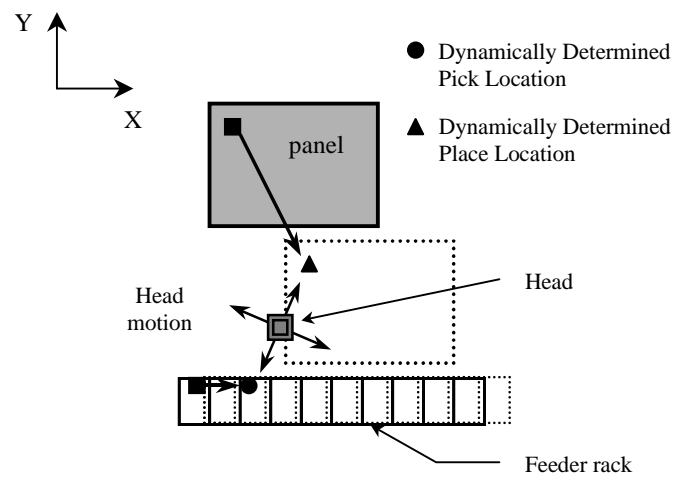 Y
X
Dynamically Determined
Pick Location
Dynamically Determined
Place Location
panel
Head
Head
motion
Feeder rack